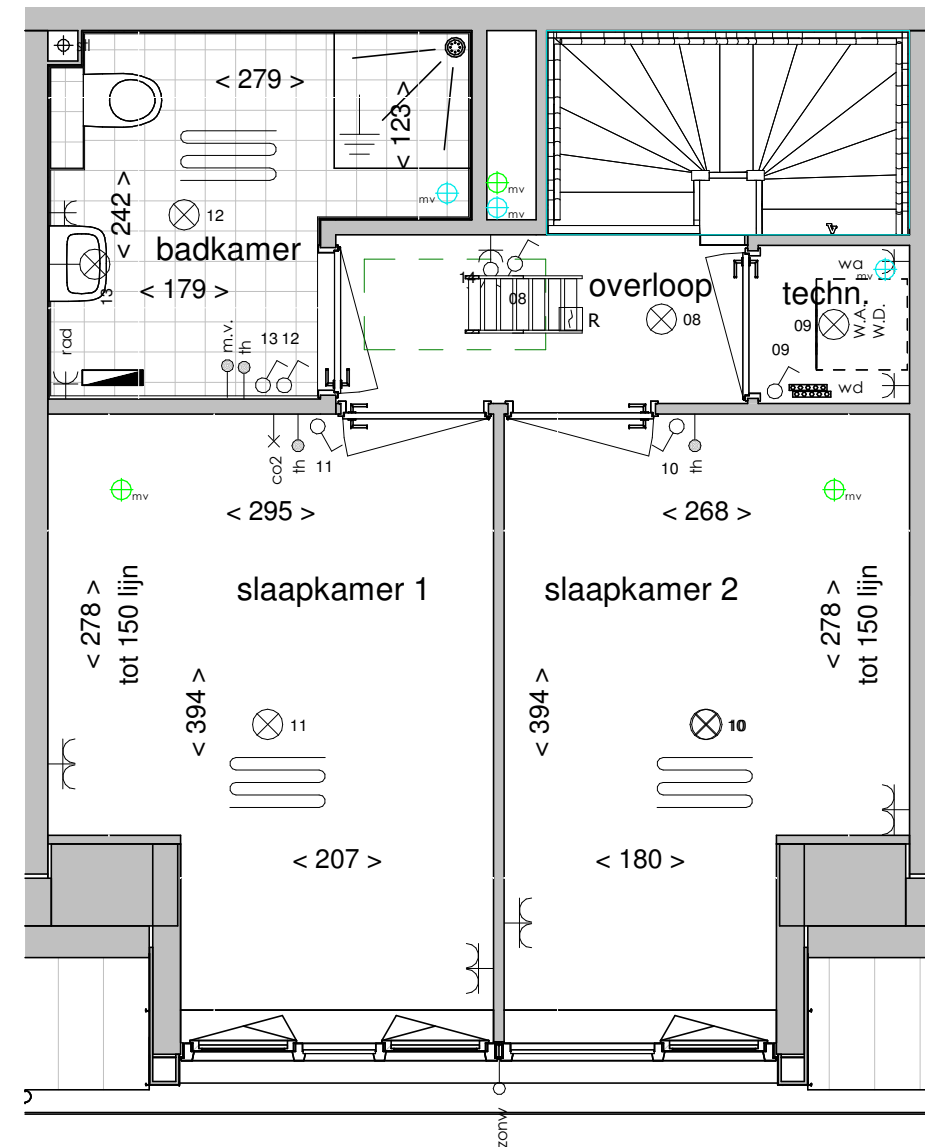 < 279 >
< 123 >
mv
mv
mv
< 242 >
12
badkamer
13
< 179 >
rad
m.v.
th
13 12
14
08
overloop
R
08
wa
mv
techn.
W.A.
W.D.
09
09
wd
co2
th
11
10
th
mv
mv
< 295 >
< 268 >
slaapkamer 1
slaapkamer 2
< 278 >
tot 150 lijn
< 278 >
tot 150 lijn
< 394 >
< 394 >
11
10
< 207 >
< 180 >
zonw